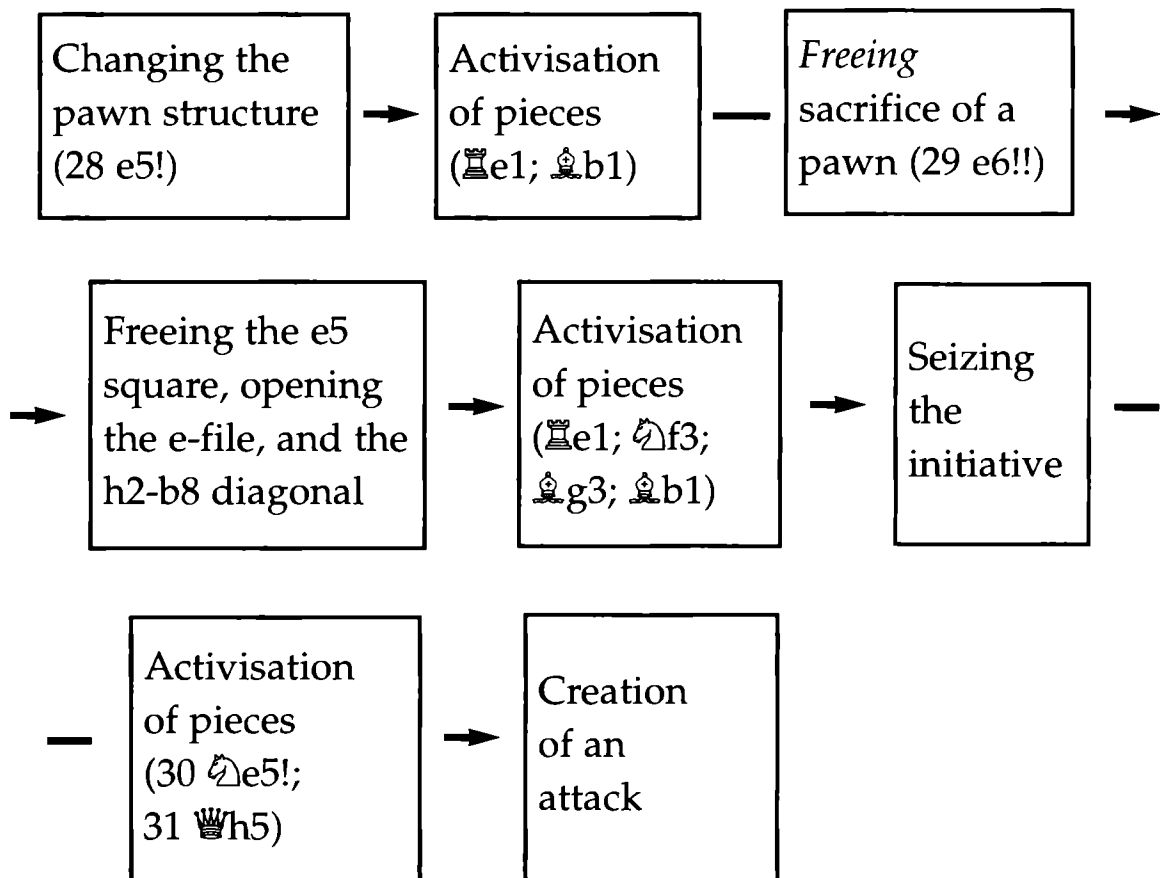 Changing the
pawn structure
(28 e5!)
Activisation
of pieces
(♖e1; ♗b1)
Freeing
sacrifice of a
pawn (29 e6!!)
Freeing the e5
square, opening
the e-file, and the
h2-b8 diagonal
Activisation
of pieces
(♖e1; ♘f3;
♗g3; ♗b1)
Seizing
the
initiative
Activisation
of pieces
(30 ♘e5!;
31 ♕h5)
Creation
of an
attack